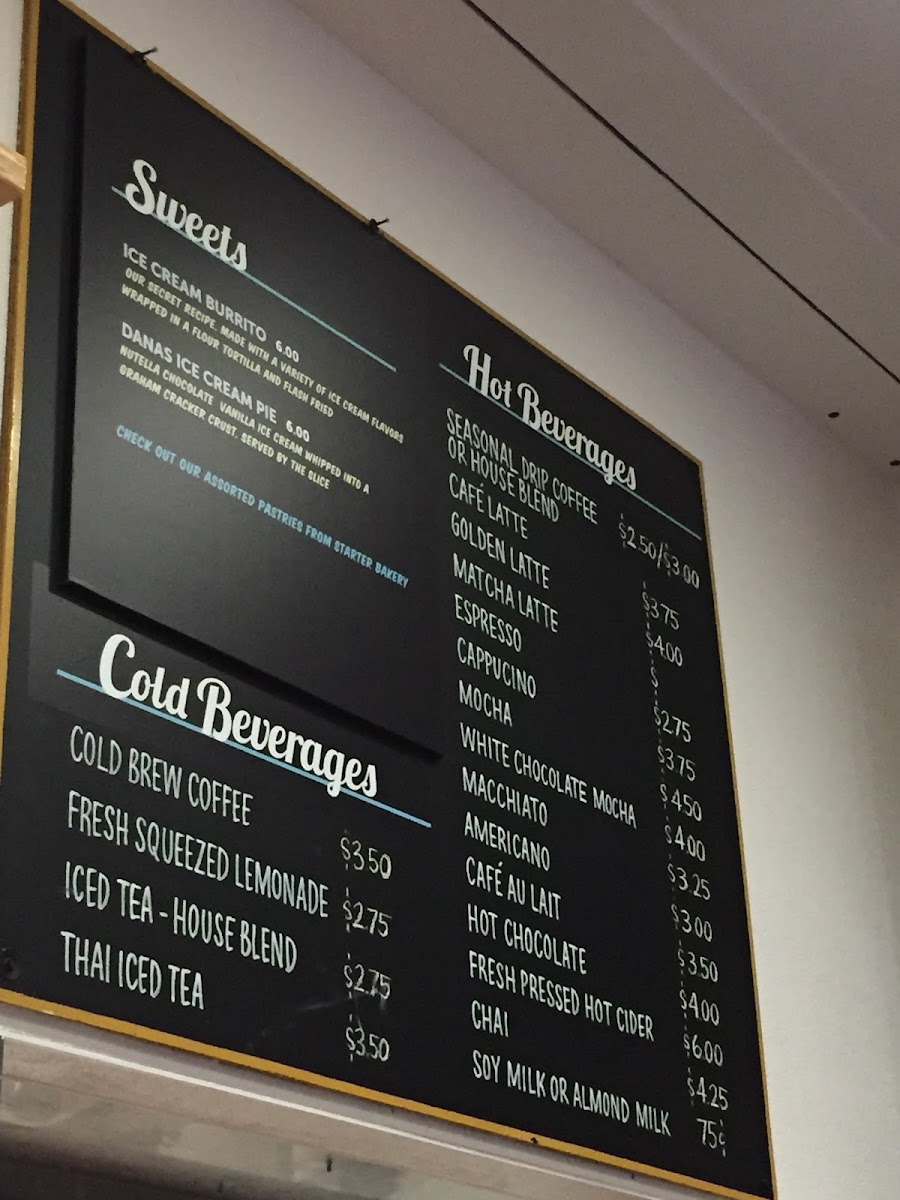 Sweets
ICE CREAM BURRITO 6.00
OUR SECRET RECIPE. MADE WITH A VARIETY OF ICE CREAM FLAVORS
WRAPPED IN A FLOUR TORTILLA AND FLASH FRIED
DANAS ICE CREAM PIE 6.00
NUTELLA CHOCOLATE VANILLA ICE CREAM WHIPPED INTO A
GRAHAM CRACKER CRUST. SERVED BY THE SLICE
CHECK OUT OUR ASSORTED PASTRIES FROM STARTER BAKERY
Cold Beverages
COLD BREW COFFEE $3.50
FRESH SQUEEZED LEMONADE $2.75
ICED TEA - HOUSE BLEND $2.75
THAI ICED TEA $3.50
Hot Beverages
SEASONAL DRIP COFFEE
OR HOUSE BLEND $2.50/$3.00
CAFÉ LATTE $3.75
GOLDEN LATTE $4.00
MATCHA LATTE $
ESPRESSO $2.75
CAPPUCINO $3.75
MOCHA $4.50
WHITE CHOCOLATE MOCHA $4.00
MACCHIATO $3.25
AMERICANO $3.00
CAFÉ AU LAIT $3.50
HOT CHOCOLATE $4.00
FRESH PRESSED HOT CIDER $6.00
CHAI $4.25
SOY MILK OR ALMOND MILK 75¢